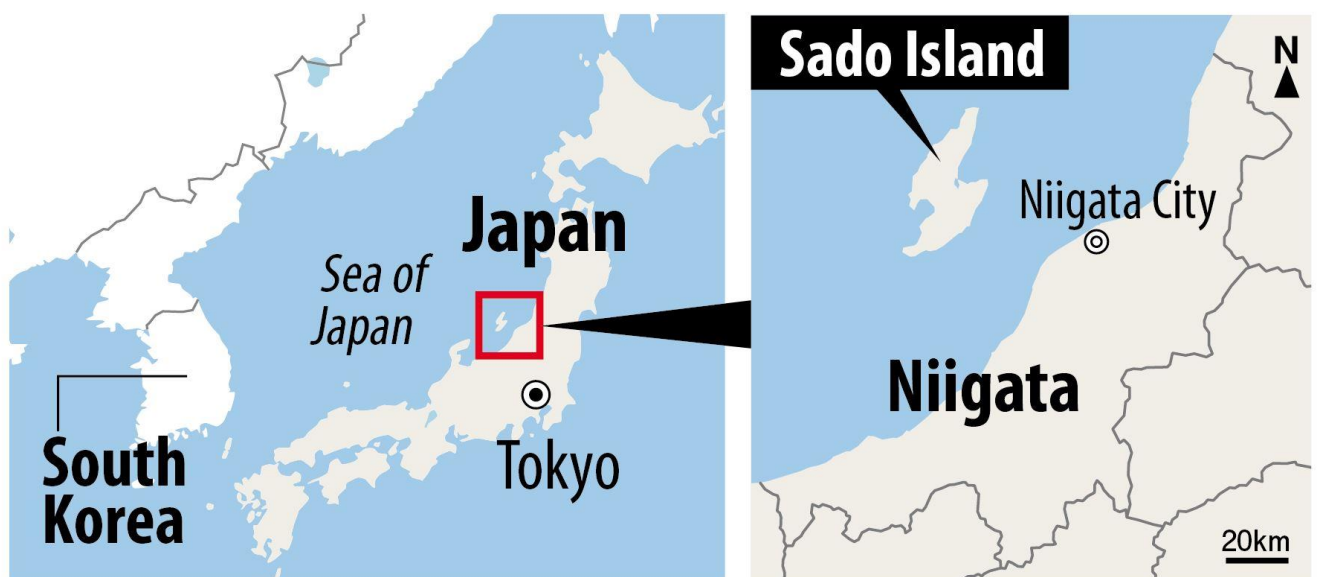 Japan
Sea of
Japan
South
Korea
Tokyo
Sado Island
N
Niigata City
Niigata
20km